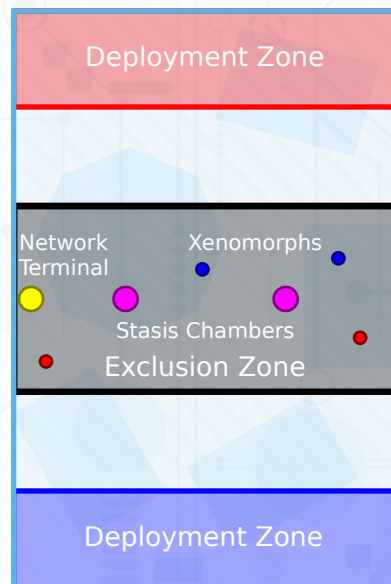 Deployment Zone
Network
Terminal
Xenomorphs
Stasis Chambers
Exclusion Zone
Deployment Zone